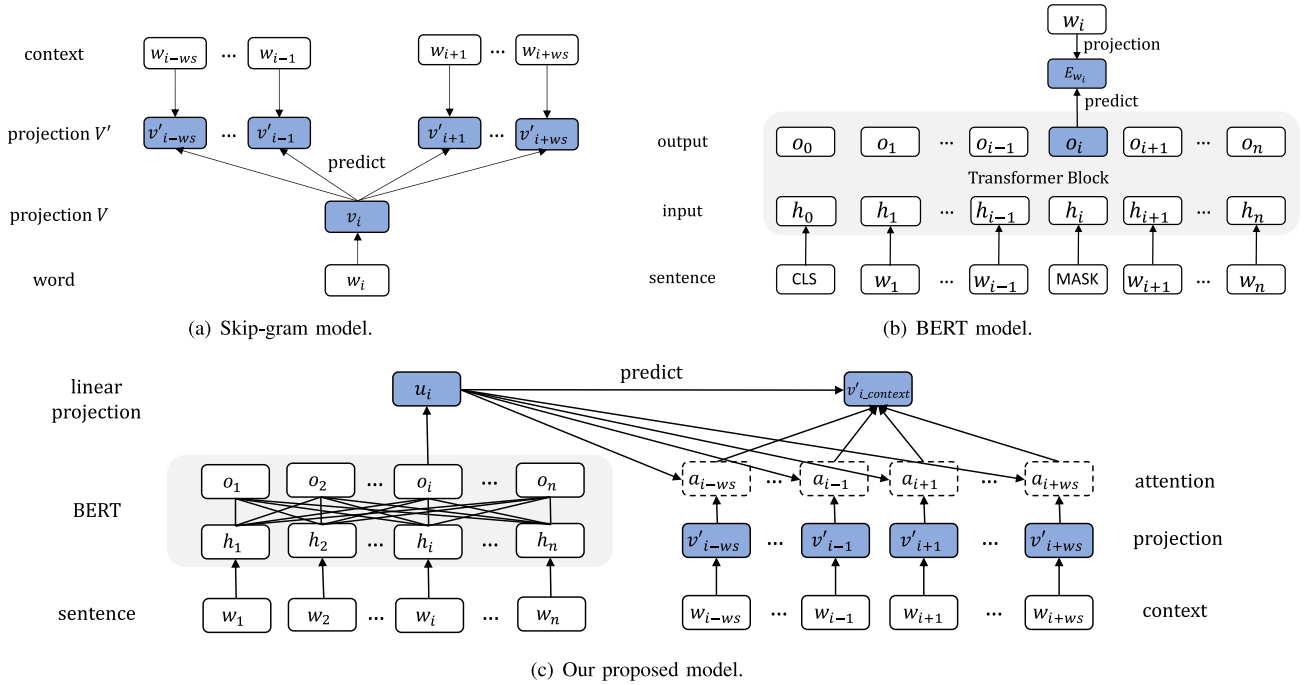 context w_{i−ws} ... w_{i−1} w_{i+1} ... w_{i+ws}
projection V′ v′_{i−ws} ... v′_{i−1} v′_{i+1} ... v′_{i+ws}
predict
projection V v_i
word w_i
(a) Skip-gram model.
w_i
projection
E_{w_i}
predict
output o_0 o_1 ... o_{i−1} o_i o_{i+1} ... o_n
Transformer Block
input h_0 h_1 ... h_{i−1} h_i h_{i+1} ... h_n
sentence CLS w_1 ... w_{i−1} MASK w_{i+1} ... w_n
(b) BERT model.
linear
projection
u_i predict v′_{i_context}
BERT
o_1 o_2 ... o_i ... o_n
h_1 h_2 ... h_i ... h_n
sentence w_1 w_2 ... w_i ... w_n
a_{i−ws} ... a_{i−1} a_{i+1} ... a_{i+ws} attention
v′_{i−ws} ... v′_{i−1} v′_{i+1} ... v′_{i+ws} projection
w_{i−ws} ... w_{i−1} w_{i+1} ... w_{i+ws} context
(c) Our proposed model.